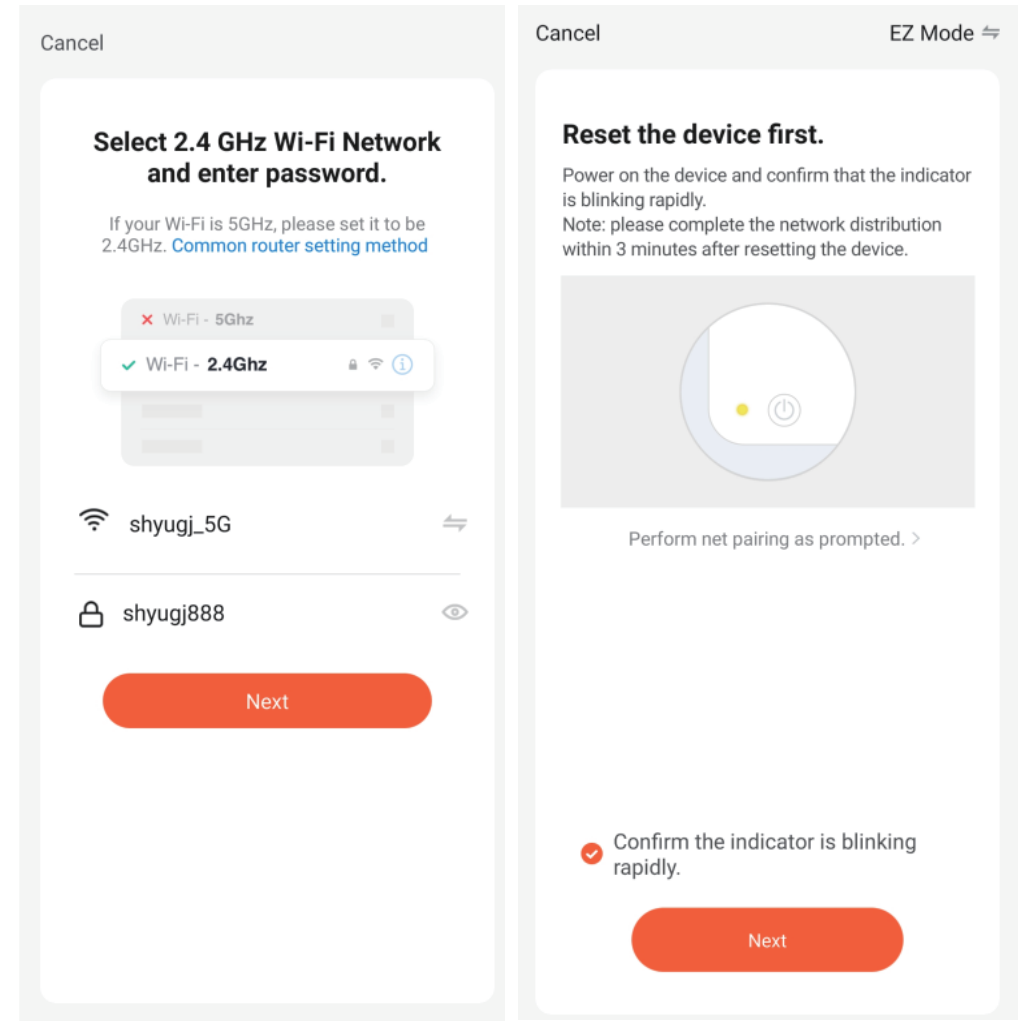 Cancel
Select 2.4 GHz Wi-Fi Network
and enter password.
If your Wi-Fi is 5GHz, please set it to be
2.4GHz. Common router setting method
Wi-Fi - 5Ghz
Wi-Fi - 2.4Ghz
shyugj_5G
shyugj888
Next
Cancel
EZ Mode
Reset the device first.
Power on the device and confirm that the indicator
is blinking rapidly.
Note: please complete the network distribution
within 3 minutes after resetting the device.
Perform net pairing as prompted.
Confirm the indicator is blinking
rapidly.
Next